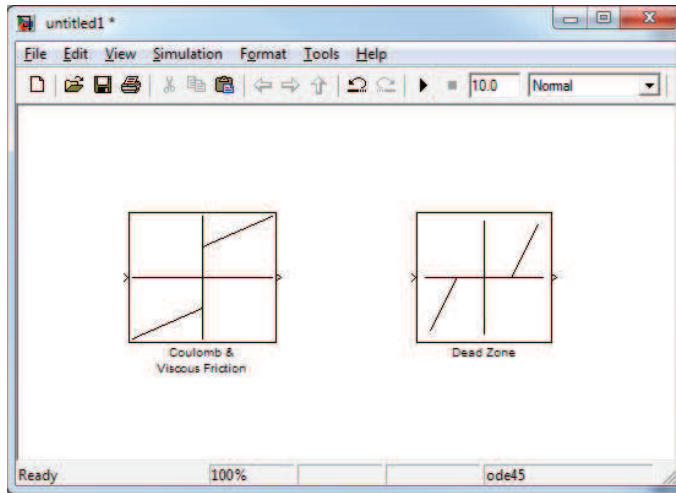 untitled1 *
File Edit View Simulation Format Tools Help
10.0 Normal
Coulomb &
Viscous Friction
Dead Zone
Ready 100% ode45